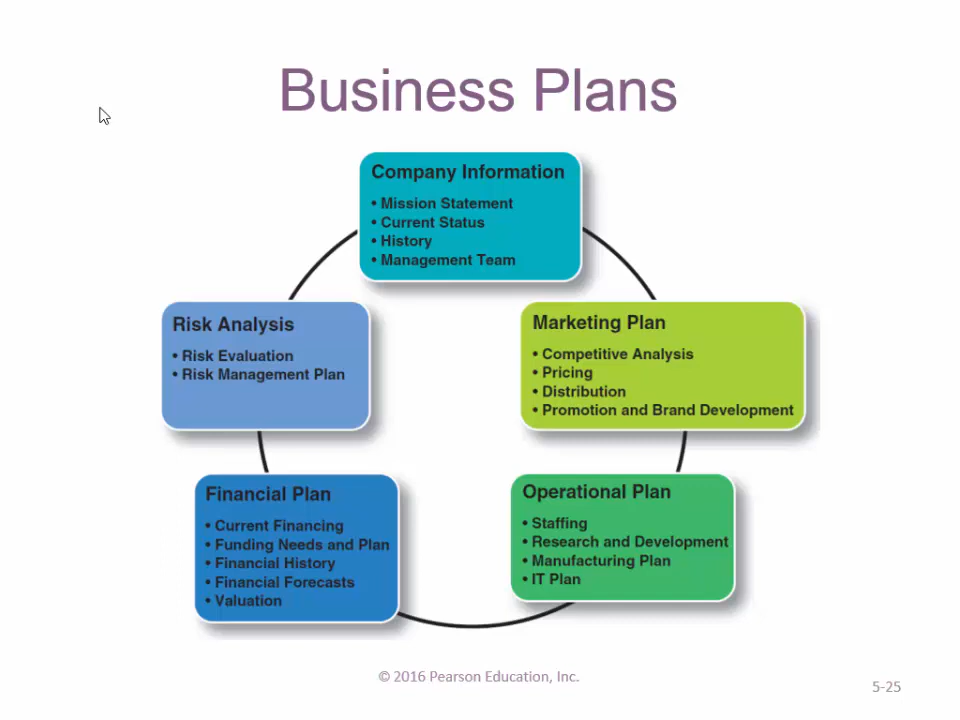 Business Plans
Company Information
• Mission Statement
• Current Status
• History
• Management Team
Risk Analysis
• Risk Evaluation
• Risk Management Plan
Marketing Plan
• Competitive Analysis
• Pricing
• Distribution
• Promotion and Brand Development
Financial Plan
• Current Financing
• Funding Needs and Plan
• Financial History
• Financial Forecasts
• Valuation
Operational Plan
• Staffing
• Research and Development
• Manufacturing Plan
• IT Plan
© 2016 Pearson Education, Inc.
5-25